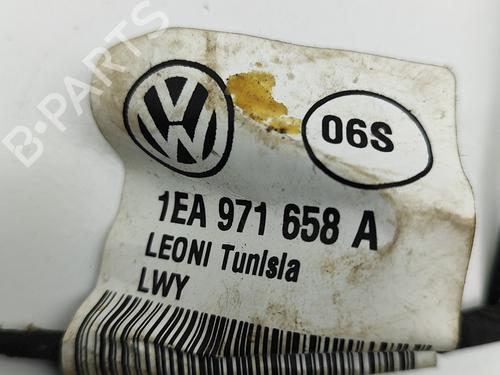 B-PARTS
VW
06S
1EA 971 658 A
LEONI TunIsIa
LWY